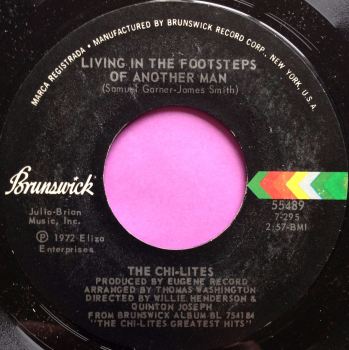 MARCA REGISTRADA • MANUFACTURED BY BRUNSWICK RECORD CORP., NEW YORK, U.S.A.
LIVING IN THE FOOTSTEPS
OF ANOTHER MAN
(Samuel Garner-James Smith)
Brunswick
Julio-Brian
Music, Inc.
℗ 1972 Eliza
Enterprises
55489
7-295
2:57-BMI
THE CHI-LITES
PRODUCED BY EUGENE RECORD
ARRANGED BY THOMAS WASHINGTON
DIRECTED BY WILLIE HENDERSON &
QUINTON JOSEPH
FROM BRUNSWICK ALBUM BL 754184
"THE CHI-LITES GREATEST HITS"